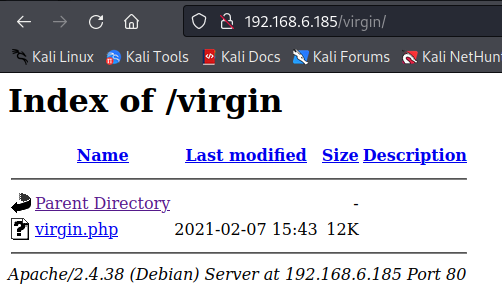 192.168.6.185/virgin/
Kali Linux Kali Tools Kali Docs Kali Forums Kali NetHun
Index of /virgin
Name Last modified Size Description
Parent Directory -
virgin.php 2021-02-07 15:43 12K
Apache/2.4.38 (Debian) Server at 192.168.6.185 Port 80